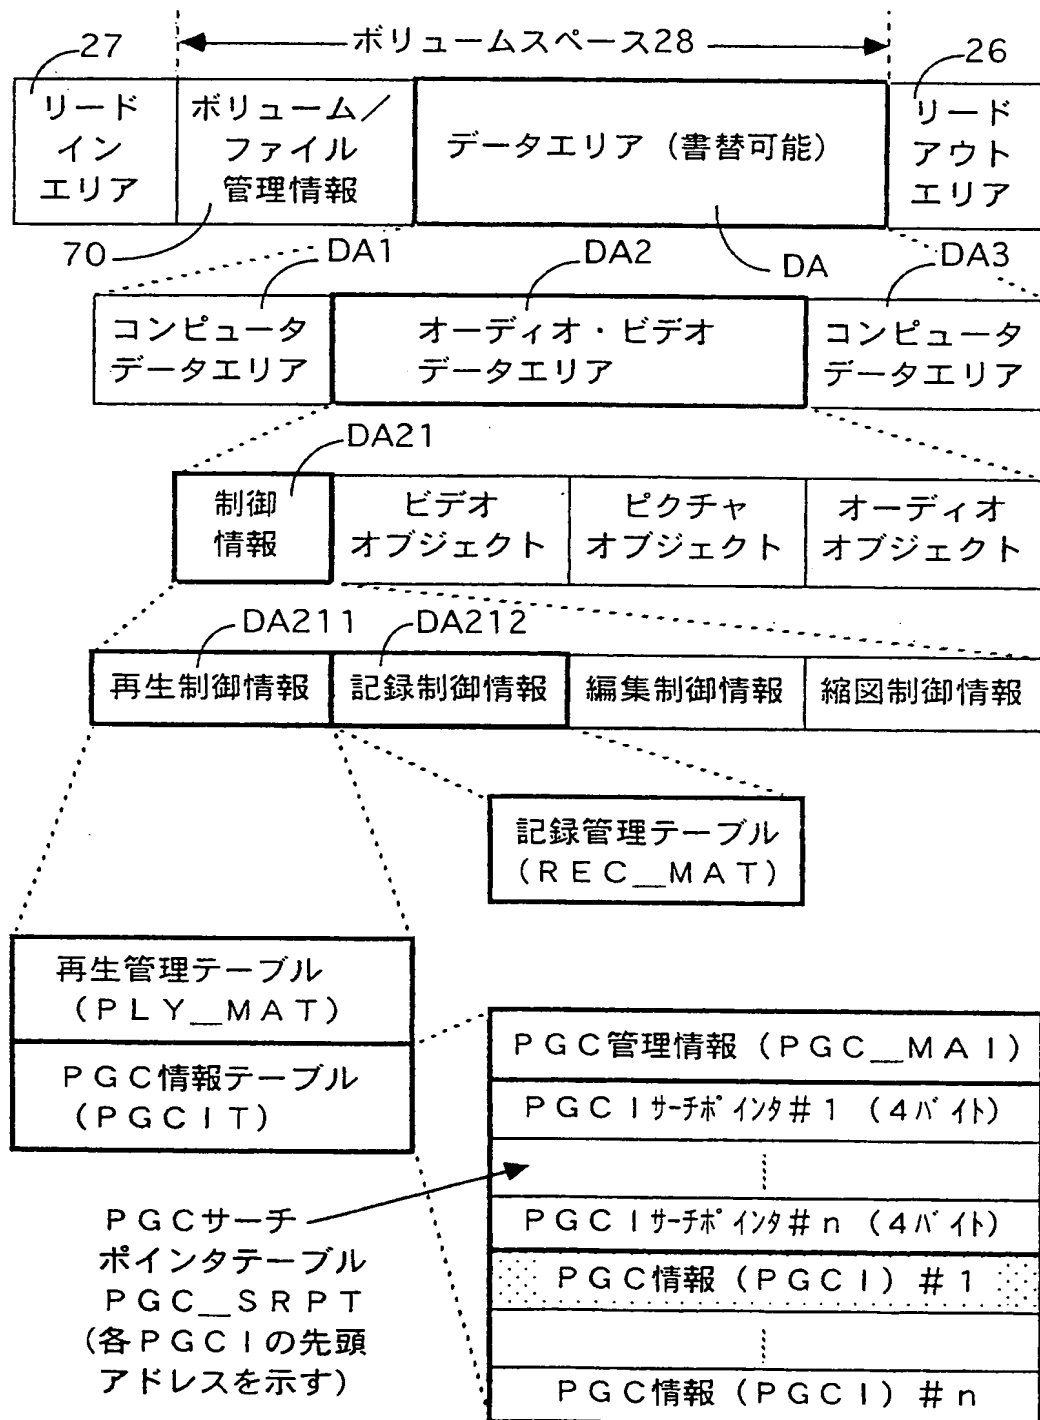 ボリュームスペース28
27
26
リード
イン
エリア
ボリューム/
ファイル
管理情報
データエリア(書替可能)
リード
アウト
エリア
70
DA1
DA2
DA
DA3
コンピュータ
データエリア
オーディオ・ビデオ
データエリア
コンピュータ
データエリア
DA21
制御
情報
ビデオ
オブジェクト
ピクチャ
オブジェクト
オーディオ
オブジェクト
DA211
DA212
再生制御情報
記録制御情報
編集制御情報
縮図制御情報
記録管理テーブル
(REC__MAT)
再生管理テーブル
(PLY__MAT)
PGC情報テーブル
(PGCIT)
PGC管理情報(PGC__MAI)
PGCIサーチポインタ#1(4バイト)
PGCIサーチポインタ#n(4バイト)
PGC情報(PGCI)#1
PGC情報(PGCI)#n
PGCサーチ
ポインタテーブル
PGC__SRPT
(各PGCIの先頭
アドレスを示す)